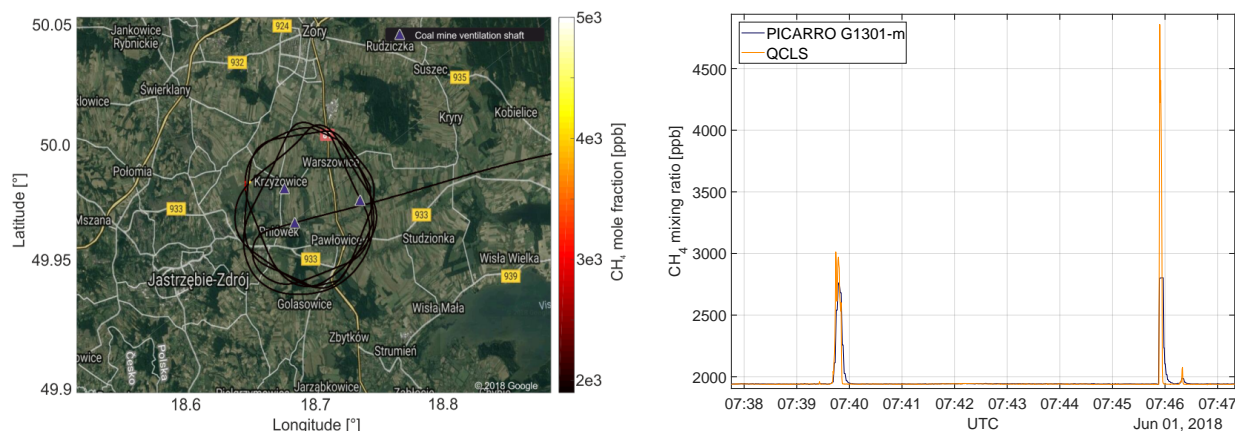 50.05
50.0
49.95
49.9
Latitude [°]
18.6
18.7
18.8
Longitude [°]
Coal mine ventilation shaft
924
Żory
Jankowice
Rybnickie
Rudziczka
932
Suszec
935
Świerklany
Kobielice
Kryry
Warszowice
Połomia
Krzyżowice
933
Mszana
Pniówek
933
Pawłowice
Studzionka
Wisła Wielka
933
939
Jastrzębie-Zdrój
Golasowice
Wisła Mała
Zbytków
Strumień
Česko
Polska
Jarząbkowice
© 2018 Google
5e3
4e3
3e3
2e3
CH₄ mole fraction [ppb]
PICARRO G1301-m
QCLS
4500
4000
3500
3000
2500
2000
CH₄ mixing ratio [ppb]
07:38 07:39 07:40 07:41 07:42 07:43 07:44 07:45 07:46 07:47
UTC
Jun 01, 2018